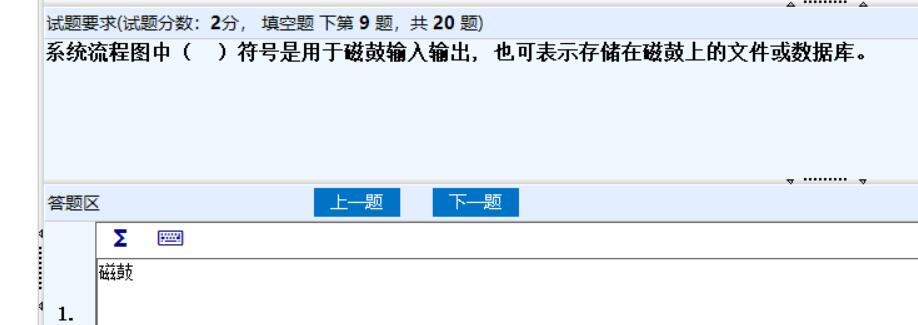 试题要求(试题分数：2分， 填空题 下第 9 题，共 20 题)
系统流程图中（ ）符号是用于磁鼓输入输出，也可表示存储在磁鼓上的文件或数据库。
答题区 上一题 下一题
Σ
磁鼓
1.